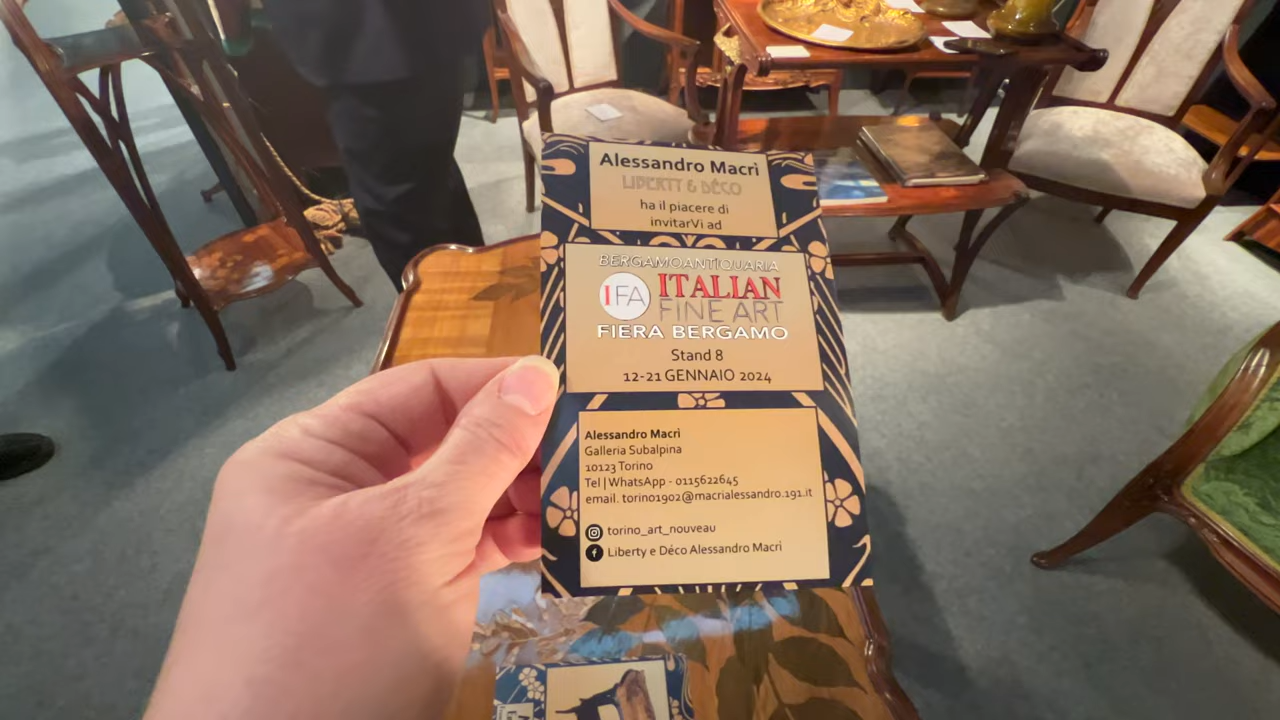 Alessandro Macrì
LIBERTY & DÉCO
ha il piacere di
invitarVi ad
BERGAMOANTIQUARIA
IFA ITALIAN
FINE ART
FIERA BERGAMO
Stand 8
12-21 GENNAIO 2024
Alessandro Macrì
Galleria Subalpina
10123 Torino
Tel | WhatsApp - 0115622645
email. torino1902@macrialessandro.191.it
torino_art_nouveau
Liberty e Déco Alessandro Macrì